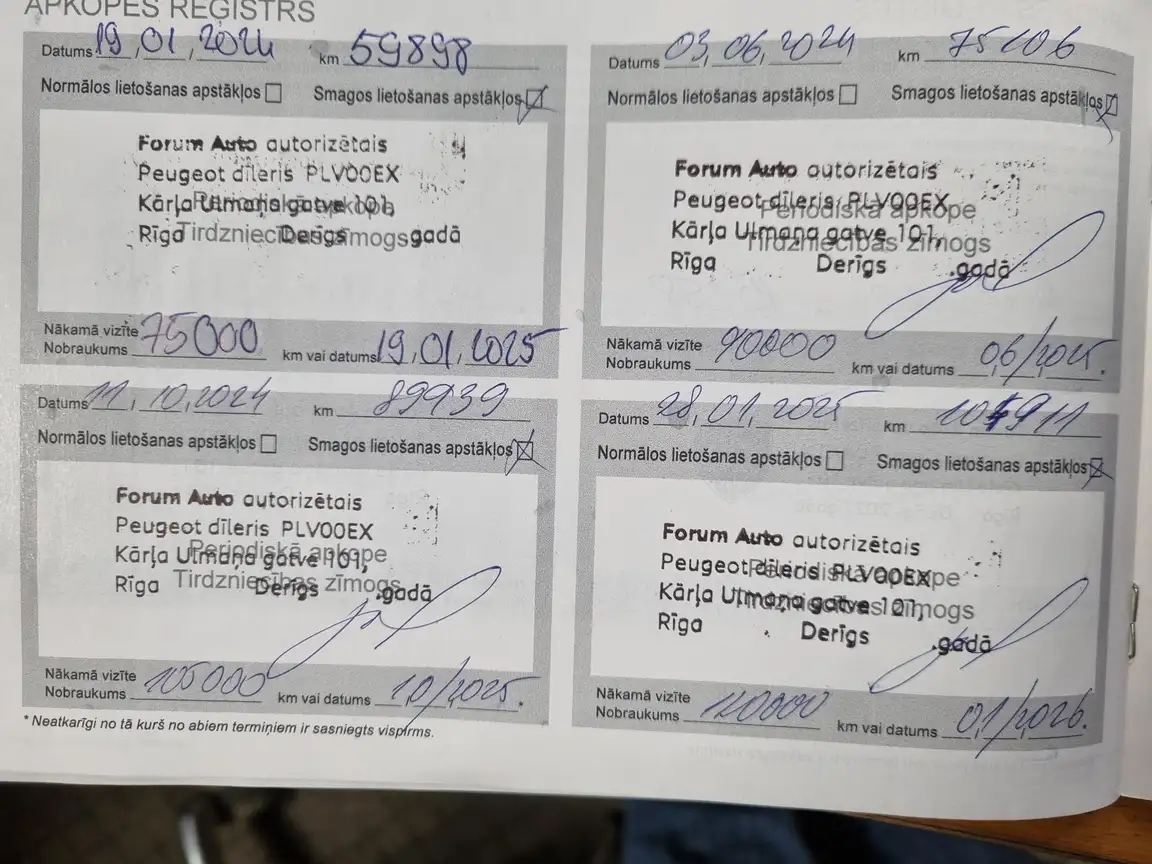 APKOPES REĢISTRS
Datums 19,01,2024 km 59898
Normālos lietošanas apstākļos Smagos lietošanas apstākļos
Forum Auto autorizētais
Peugeot dīleris PLV00EX
Periodiskā apkope
Kārļa Ulmaņa gatve 101,
Tirdzniecības zīmogs
Rīga Derīgs gadā
Nākamā vizīte
Nobraukums 75000 km vai datums 19,01,2025
Datums 03,06,2024 km 75106
Normālos lietošanas apstākļos Smagos lietošanas apstākļos
Forum Auto autorizētais
Peugeot dīleris PLV00EX
Periodiskā apkope
Kārļa Ulmaņa gatve 101,
Tirdzniecības zīmogs
Rīga Derīgs .gadā
Nākamā vizīte
Nobraukums 90000 km vai datums 06/2025.
Datums 11,10,2024 km 89939
Normālos lietošanas apstākļos Smagos lietošanas apstākļos
Forum Auto autorizētais
Peugeot dīleris PLV00EX
Periodiskā apkope
Kārļa Ulmaņa gatve 101,
Tirdzniecības zīmogs
Rīga Derīgs .gadā
Nākamā vizīte
Nobraukums 105000 km vai datums 10/2025.
Datums 28,01,2025 km 104911
Normālos lietošanas apstākļos Smagos lietošanas apstākļos
Forum Auto autorizētais
Peugeot dīleris PLV00EX
Periodiskā apkope
Kārļa Ulmaņa gatve 101,
Tirdzniecības zīmogs
Rīga Derīgs .gadā
Nākamā vizīte
Nobraukums 120000 km vai datums 01/2026.
* Neatkarīgi no tā kurš no abiem termiņiem ir sasniegts vispirms.